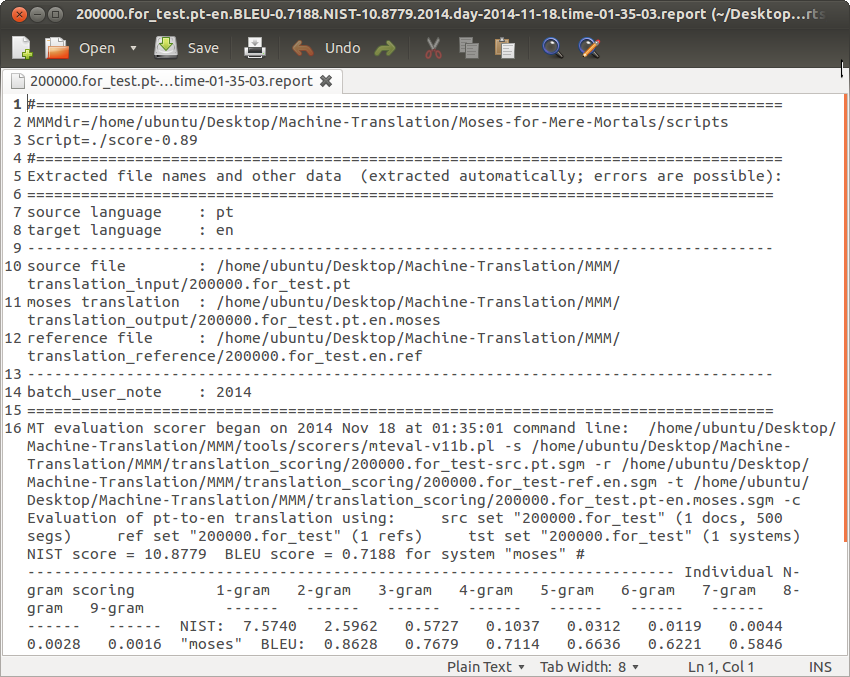 200000.for_test.pt-en.BLEU-0.7188.NIST-10.8779.2014.day-2014-11-18.time-01-35-03.report (~/Desktop...rts
Open Save Undo
200000.for_test.pt-...time-01-35-03.report
1 #===================================================================================
2 MMMdir=/home/ubuntu/Desktop/Machine-Translation/Moses-for-Mere-Mortals/scripts
3 Script=./score-0.89
4 #===================================================================================
5 Extracted file names and other data  (extracted automatically; errors are possible):
6 ===================================================================================
7 source language    : pt
8 target language    : en
9 -----------------------------------------------------------------------------------
10 source file        : /home/ubuntu/Desktop/Machine-Translation/MMM/
translation_input/200000.for_test.pt
11 moses translation  : /home/ubuntu/Desktop/Machine-Translation/MMM/
translation_output/200000.for_test.pt.en.moses
12 reference file     : /home/ubuntu/Desktop/Machine-Translation/MMM/
translation_reference/200000.for_test.en.ref
13 -----------------------------------------------------------------------------------
14 batch_user_note    : 2014
15 ===================================================================================
16 MT evaluation scorer began on 2014 Nov 18 at 01:35:01 command line:  /home/ubuntu/Desktop/
Machine-Translation/MMM/tools/scorers/mteval-v11b.pl -s /home/ubuntu/Desktop/Machine-
Translation/MMM/translation_scoring/200000.for_test-src.pt.sgm -r /home/ubuntu/Desktop/
Machine-Translation/MMM/translation_scoring/200000.for_test-ref.en.sgm -t /home/ubuntu/
Desktop/Machine-Translation/MMM/translation_scoring/200000.for_test.pt-en.moses.sgm -c
Evaluation of pt-to-en translation using:     src set "200000.for_test" (1 docs, 500
segs)     ref set "200000.for_test" (1 refs)     tst set "200000.for_test" (1 systems)
NIST score = 10.8779  BLEU score = 0.7188 for system "moses" #
------------------------------------------------------------------------ Individual N-
gram scoring         1-gram   2-gram   3-gram   4-gram   5-gram   6-gram   7-gram   8-
gram   9-gram         ------   ------   ------   ------   ------   ------   ------
------   ------  NIST:  7.5740   2.5962   0.5727   0.1037   0.0312   0.0119   0.0044
0.0028   0.0016  "moses"  BLEU:  0.8628   0.7679   0.7114   0.6636   0.6221   0.5846
Plain Text Tab Width: 8 Ln 1, Col 1 INS